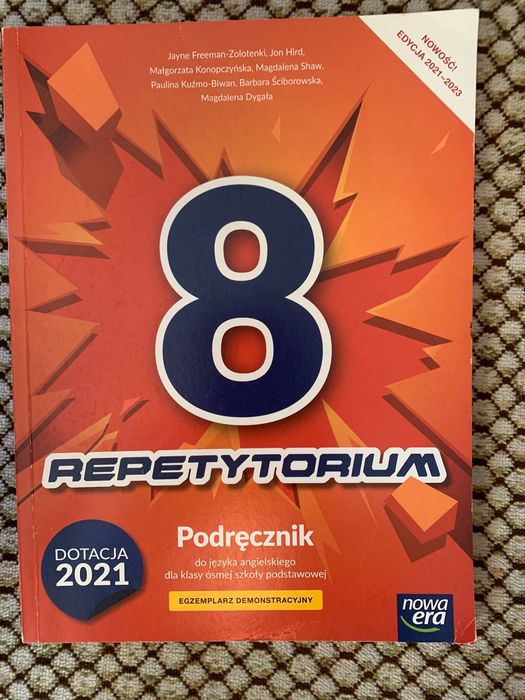 Jayne Freeman-Zolotenki, Jon Hird,
Małgorzata Konopczyńska, Magdalena Shaw,
Paulina Kuźmo-Biwan, Barbara Ściborowska,
Magdalena Dygała
NOWOŚĆ!
EDYCJA 2021–2023
8
REPETYTORIUM
DOTACJA
2021
Podręcznik
do języka angielskiego
dla klasy ósmej szkoły podstawowej
EGZEMPLARZ DEMONSTRACYJNY
nowa
era